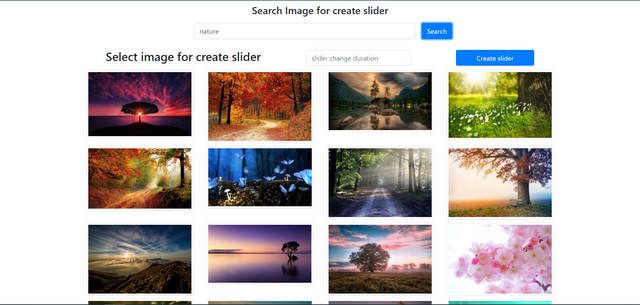 Search Image for create slider
nature
Search
Select image for create slider
slider change duration
Create slider